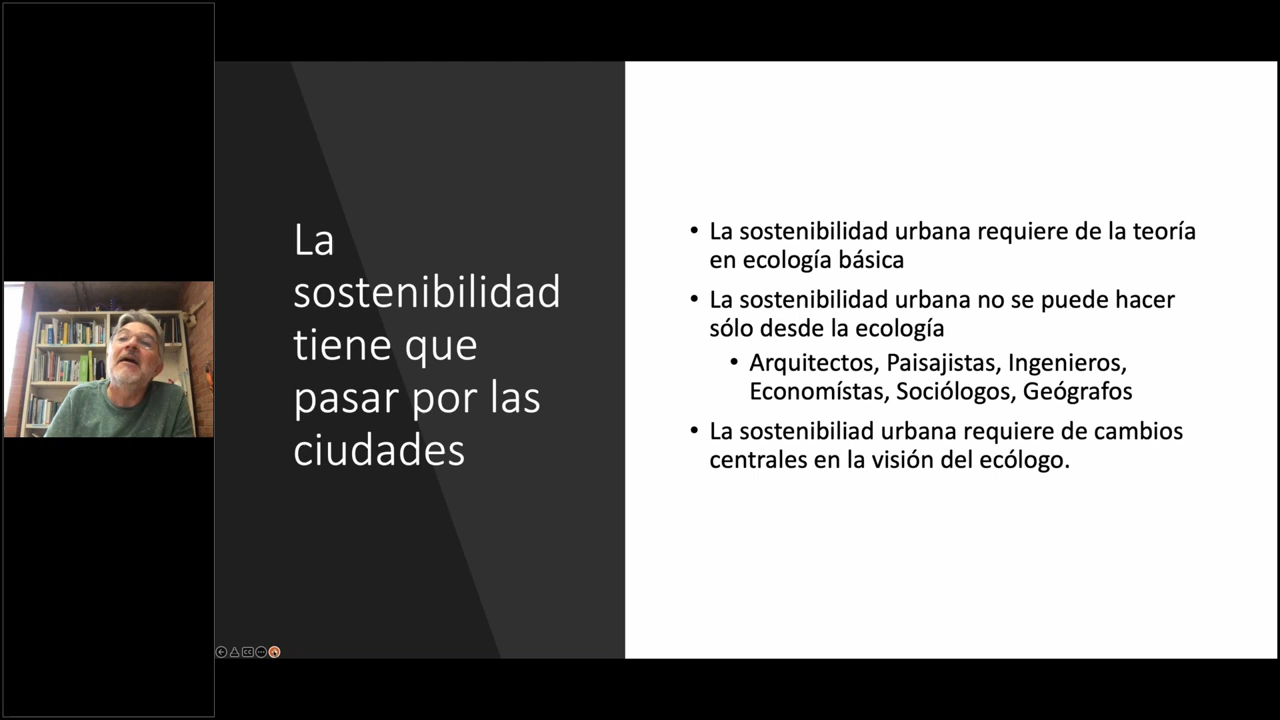 La
sostenibilidad
tiene que
pasar por las
ciudades
• La sostenibilidad urbana requiere de la teoría
en ecología básica
• La sostenibilidad urbana no se puede hacer
sólo desde la ecología
• Arquitectos, Paisajistas, Ingenieros,
Economístas, Sociólogos, Geógrafos
• La sostenibiliad urbana requiere de cambios
centrales en la visión del ecólogo.